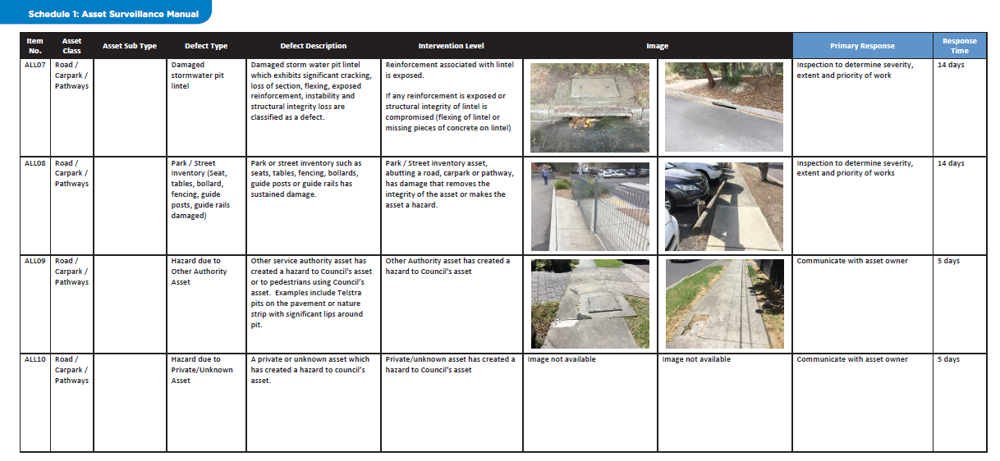 Schedule 1: Asset Surveillance Manual
Item No.
Asset Class
Asset Sub Type
Defect Type
Defect Description
Intervention Level
Image
Primary Response
Response Time
ALL07
Road /
Carpark /
Pathways
Damaged
stormwater pit
lintel
Damaged storm water pit lintel
which exhibits significant cracking,
loss of section, flexing, exposed
reinforcement, instability and
structural integrity loss are
classified as a defect.
Reinforcement associated with lintel
is exposed.
If any reinforcement is exposed or
structural integrity of lintel is
compromised (flexing of lintel or
missing pieces of concrete on lintel)
Inspection to determine severity,
extent and priority of work
14 days
ALL08
Road /
Carpark /
Pathways
Park / Street
Inventory (Seat,
tables, bollard,
fencing, guide
posts, guide rails
damaged)
Park or street inventory such as
seats, tables, fencing, bollards,
guide posts or guide rails has
sustained damage.
Park / Street inventory asset,
abutting a road, carpark or pathway,
has damage that removes the
integrity of the asset or makes the
asset a hazard.
Inspection to determine severity,
extent and priority of works
14 days
ALL09
Road /
Carpark /
Pathways
Hazard due to
Other Authority
Asset
Other service authority asset has
created a hazard to Council's asset
or to pedestrians using Council's
asset. Examples include Telstra
pits on the pavement or nature
strip with significant lips around
pit.
Other Authority asset has created a
hazard to Council's asset
Communicate with asset owner
5 days
ALL10
Road /
Carpark /
Pathways
Hazard due to
Private/Unknown
Asset
A private or unknown asset which
has created a hazard to council's
asset.
Private/unknown asset has created a
hazard to Council's asset
Image not available
Image not available
Communicate with asset owner
5 days